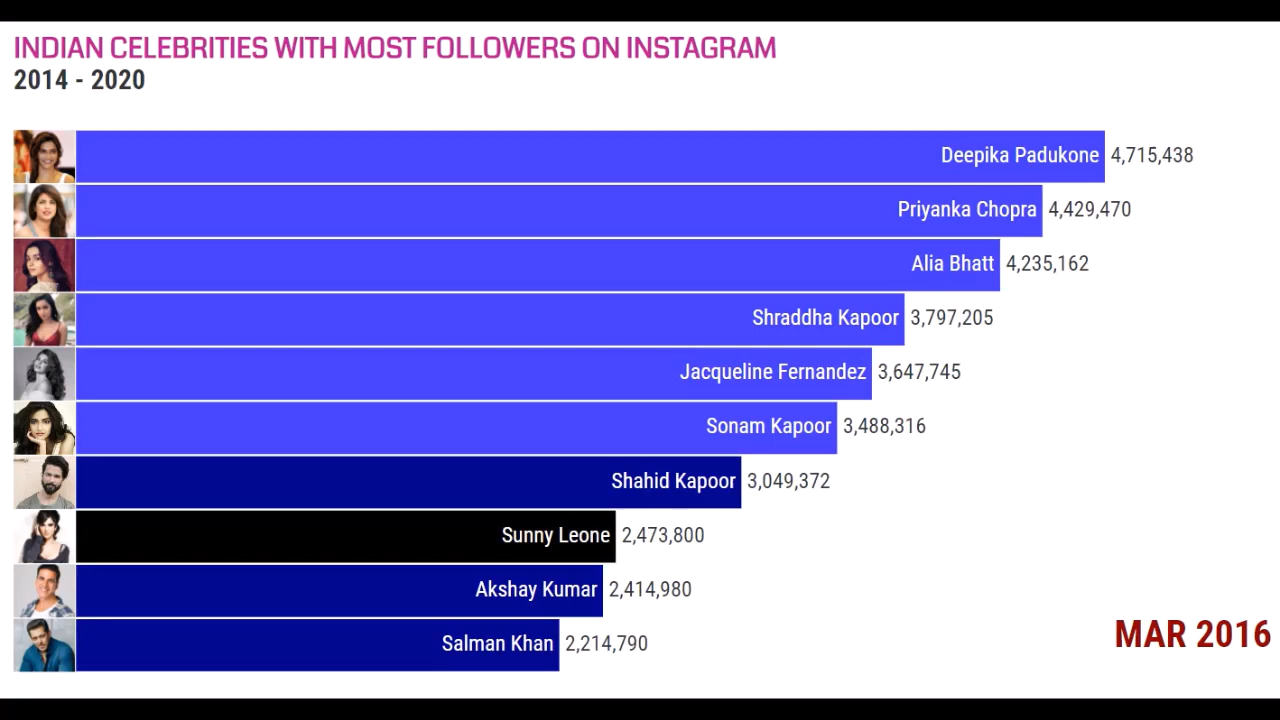 INDIAN CELEBRITIES WITH MOST FOLLOWERS ON INSTAGRAM
2014 - 2020
Deepika Padukone 4,715,438
Priyanka Chopra 4,429,470
Alia Bhatt 4,235,162
Shraddha Kapoor 3,797,205
Jacqueline Fernandez 3,647,745
Sonam Kapoor 3,488,316
Shahid Kapoor 3,049,372
Sunny Leone 2,473,800
Akshay Kumar 2,414,980
Salman Khan 2,214,790
MAR 2016